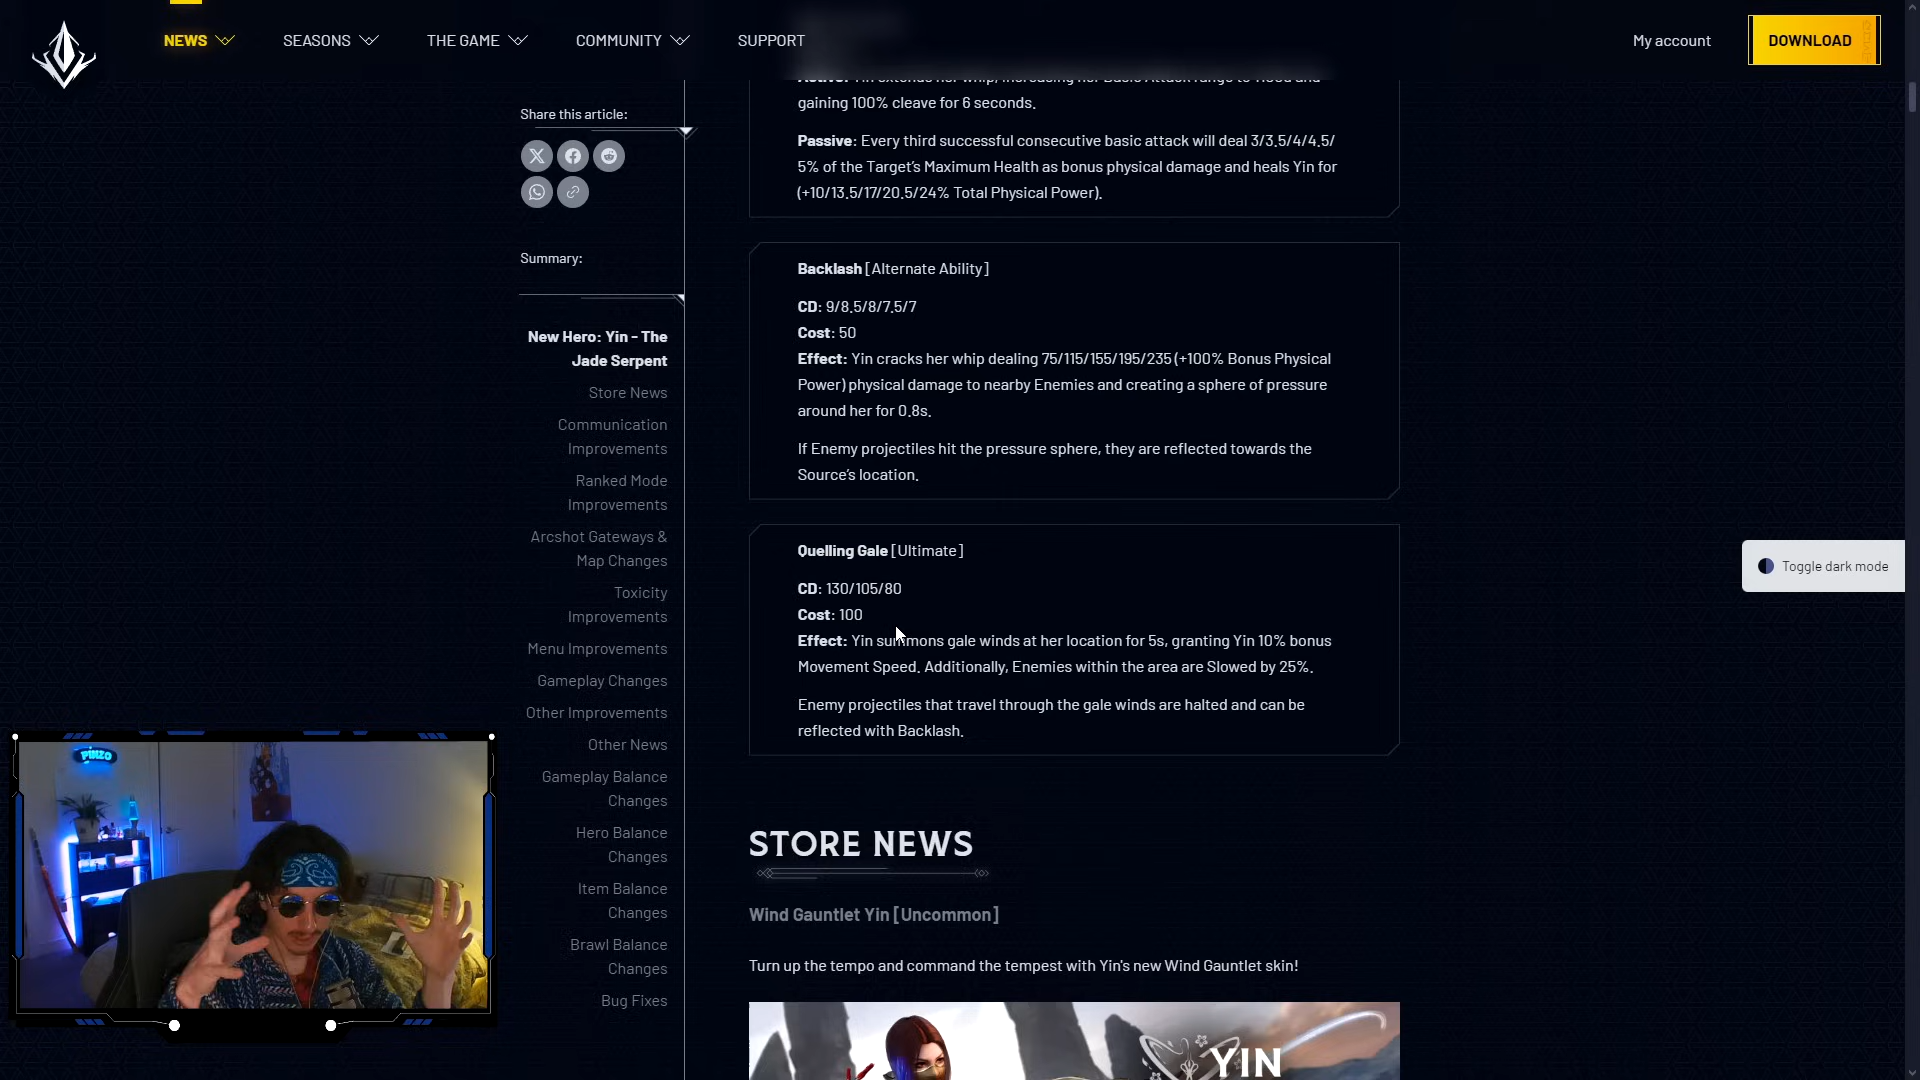 NEWS
SEASONS
THE GAME
COMMUNITY
SUPPORT
My account
DOWNLOAD
Share this article:
Summary:
New Hero: Yin - The
Jade Serpent
Store News
Communication
Improvements
Ranked Mode
Improvements
Arcshot Gateways &
Map Changes
Toxicity
Improvements
Menu Improvements
Gameplay Changes
Other Improvements
Other News
Gameplay Balance
Changes
Hero Balance
Changes
Item Balance
Changes
Brawl Balance
Changes
Bug Fixes
gaining 100% cleave for 6 seconds.
Passive: Every third successful consecutive basic attack will deal 3/3.5/4/4.5/
5% of the Target’s Maximum Health as bonus physical damage and heals Yin for
(+10/13.5/17/20.5/24% Total Physical Power).
Backlash [Alternate Ability]
CD: 9/8.5/8/7.5/7
Cost: 50
Effect: Yin cracks her whip dealing 75/115/155/195/235 (+100% Bonus Physical
Power) physical damage to nearby Enemies and creating a sphere of pressure
around her for 0.8s.
If Enemy projectiles hit the pressure sphere, they are reflected towards the
Source’s location.
Quelling Gale [Ultimate]
CD: 130/105/80
Cost: 100
Effect: Yin summons gale winds at her location for 5s, granting Yin 10% bonus
Movement Speed. Additionally, Enemies within the area are Slowed by 25%.
Enemy projectiles that travel through the gale winds are halted and can be
reflected with Backlash.
STORE NEWS
Wind Gauntlet Yin [Uncommon]
Turn up the tempo and command the tempest with Yin's new Wind Gauntlet skin!
YIN
Toggle dark mode
PINZO